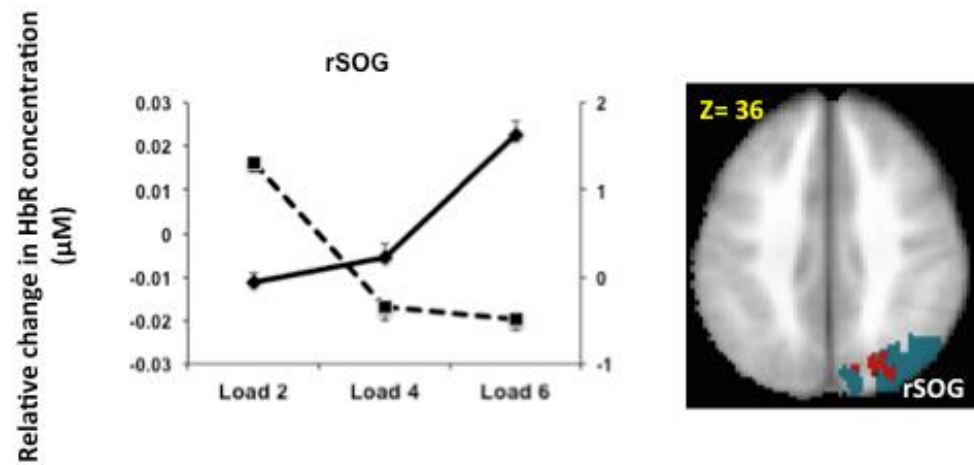 Relative change in HbR concentration
(μM)
rSOG
0.03
0.02
0.01
0
-0.01
-0.02
-0.03
2
1
0
-1
Load 2 Load 4 Load 6
Z= 36
rSOG